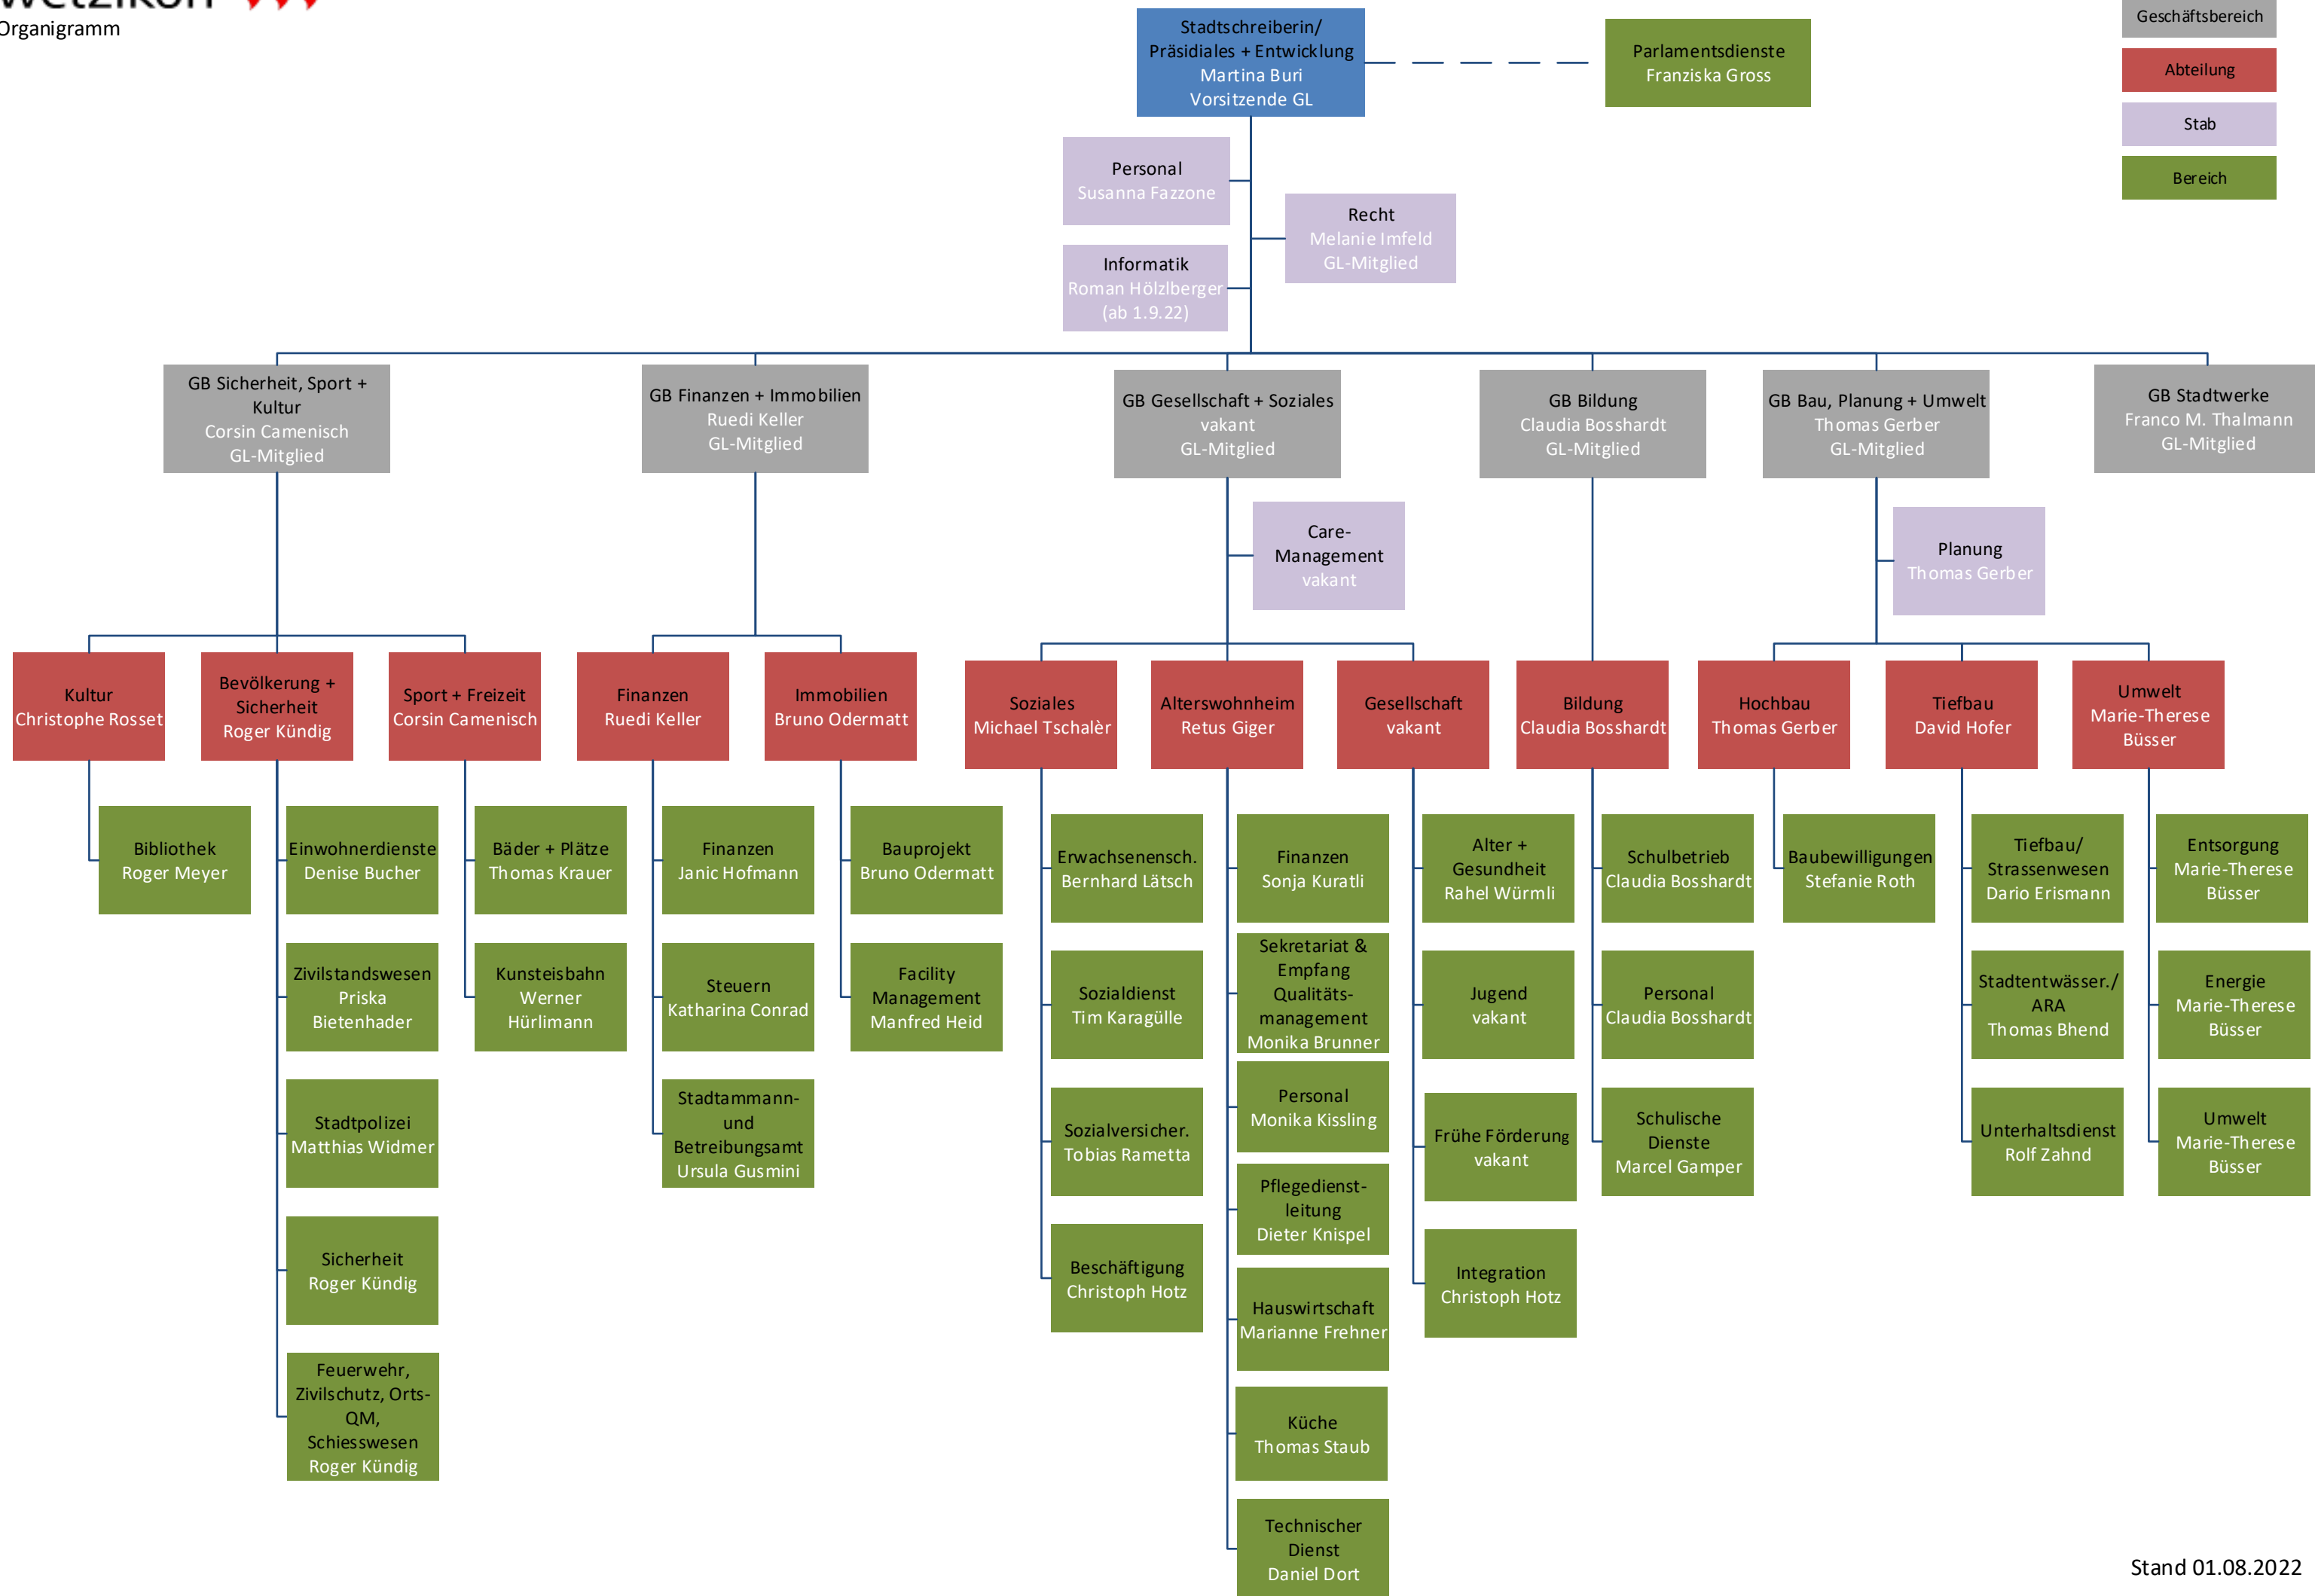 wetzikon
Organigramm
Stadtschreiberin/
Präsidiales + Entwicklung
Martina Buri
Vorsitzende GL
Parlamentsdienste
Franziska Gross
Geschäftsbereich
Abteilung
Stab
Bereich
Personal
Susanna Fazzone
Recht
Melanie Imfeld
GL-Mitglied
Informatik
Roman Hölzlberger
(ab 1.9.22)
GB Sicherheit, Sport +
Kultur
Corsin Camenisch
GL-Mitglied
GB Finanzen + Immobilien
Ruedi Keller
GL-Mitglied
GB Gesellschaft + Soziales
vakant
GL-Mitglied
GB Bildung
Claudia Bosshardt
GL-Mitglied
GB Bau, Planung + Umwelt
Thomas Gerber
GL-Mitglied
GB Stadtwerke
Franco M. Thalmann
GL-Mitglied
Care-
Management
vakant
Planung
Thomas Gerber
Kultur
Christophe Rosset
Bevölkerung +
Sicherheit
Roger Kündig
Sport + Freizeit
Corsin Camenisch
Finanzen
Ruedi Keller
Immobilien
Bruno Odermatt
Soziales
Michael Tschalèr
Alterswohnheim
Retus Giger
Gesellschaft
vakant
Bildung
Claudia Bosshardt
Hochbau
Thomas Gerber
Tiefbau
David Hofer
Umwelt
Marie-Therese
Büsser
Bibliothek
Roger Meyer
Einwohnerdienste
Denise Bucher
Zivilstandswesen
Priska
Bietenhader
Stadtpolizei
Matthias Widmer
Sicherheit
Roger Kündig
Feuerwehr,
Zivilschutz, Orts-
QM,
Schiesswesen
Roger Kündig
Bäder + Plätze
Thomas Krauer
Kunsteisbahn
Werner
Hürlimann
Finanzen
Janic Hofmann
Steuern
Katharina Conrad
Stadtammann-
und
Betreibungsamt
Ursula Gusmini
Bauprojekt
Bruno Odermatt
Facility
Management
Manfred Heid
Erwachsenensch.
Bernhard Lätsch
Sozialdienst
Tim Karagülle
Sozialversicher.
Tobias Rametta
Beschäftigung
Christoph Hotz
Finanzen
Sonja Kuratli
Sekretariat &
Empfang
Qualitäts-
management
Monika Brunner
Personal
Monika Kissling
Pflegedienst-
leitung
Dieter Knispel
Hauswirtschaft
Marianne Frehner
Küche
Thomas Staub
Technischer
Dienst
Daniel Dort
Alter +
Gesundheit
Rahel Würmli
Jugend
vakant
Frühe Förderung
vakant
Integration
Christoph Hotz
Schulbetrieb
Claudia Bosshardt
Personal
Claudia Bosshardt
Schulische
Dienste
Marcel Gamper
Baubewilligungen
Stefanie Roth
Tiefbau/
Strassenwesen
Dario Erismann
Stadtentwässer./
ARA
Thomas Bhend
Unterhaltsdienst
Rolf Zahnd
Entsorgung
Marie-Therese
Büsser
Energie
Marie-Therese
Büsser
Umwelt
Marie-Therese
Büsser
Stand 01.08.2022